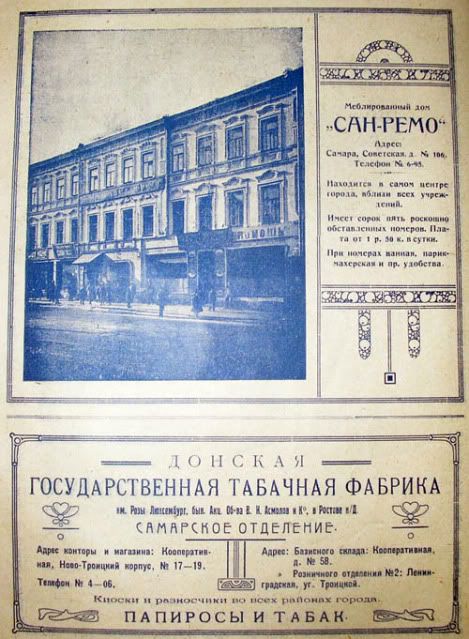 Меблированный дом
„САН-РЕМО"
Адрес:
Самара, Советская, д. № 106.
Телефон № 6-95.
Находится в самом центре
города, вблизи всех учреж-
дений.
Имеет сорок пять роскошно
обставленных номеров. Пла-
та от 1 р. 50 к. в сутки.
При номерах ванная, парик-
махерская и пр. удобства.
ДОНСКАЯ
ГОСУДАРСТВЕННАЯ ТАБАЧНАЯ ФАБРИКА
им. Розы Люксембург, был. Акц. Об-ва В. И. Асмолов и К°, в Ростове н/Д.
САМАРСКОЕ ОТДЕЛЕНИЕ.
Адрес конторы и магазина: Кооператив-
ная, Ново-Троицкий корпус, № 17—19.
Телефон № 4—06.
Адрес: Базисного склада: Кооперативная,
д. № 58.
Розничного отделения №2: Ленин-
градская, уг. Троицкой.
Киоски и разносчики во всех районах города.
ПАПИРОСЫ И ТАБАК.